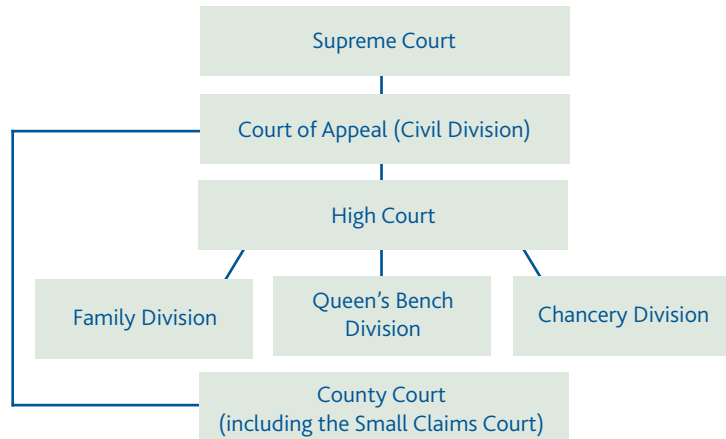 Supreme Court
Court of Appeal (Civil Division)
High Court
Family Division
Queen’s Bench
Division
Chancery Division
County Court
(including the Small Claims Court)